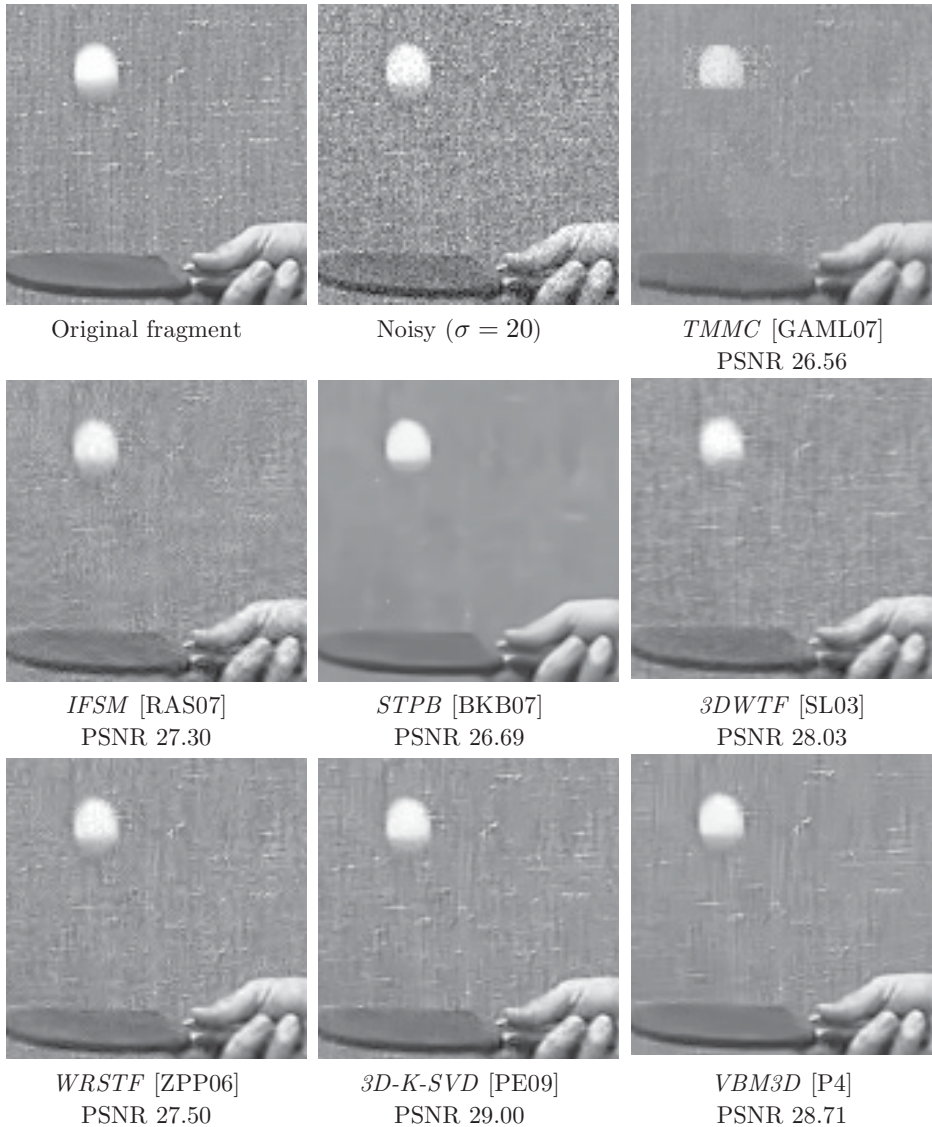 Original fragment
Noisy (σ = 20)
TMMC [GAML07]
PSNR 26.56
IFSM [RAS07]
PSNR 27.30
STPB [BKB07]
PSNR 26.69
3DWTF [SL03]
PSNR 28.03
WRSTF [ZPP06]
PSNR 27.50
3D-K-SVD [PE09]
PSNR 29.00
VBM3D [P4]
PSNR 28.71